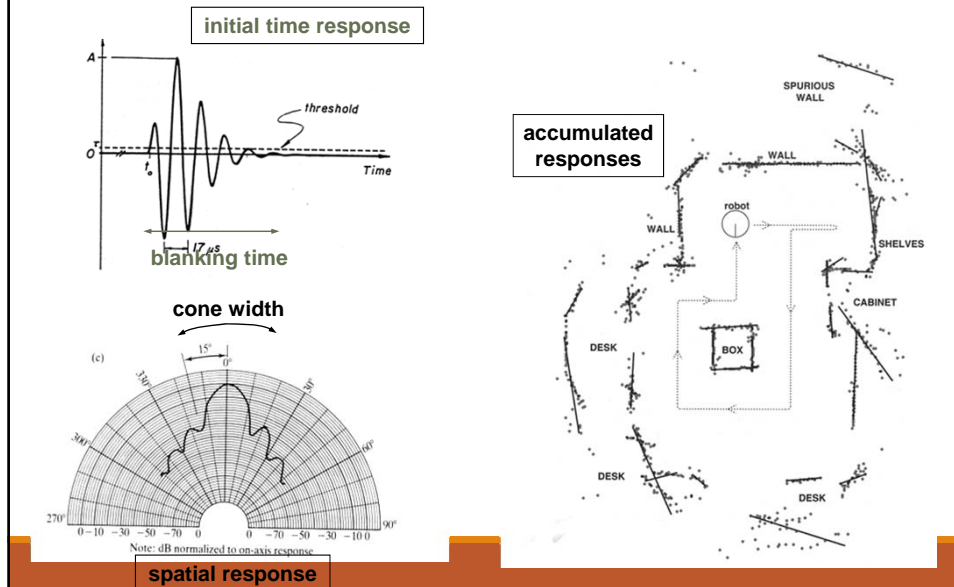 initial time response
A
threshold
τ
O
t₀
Time
17 μs
blanking time
cone width
(c)
15°
0°
330°
30°
300°
60°
270°
90°
0 −10 −30 −50 −70 0 −70 −50 −30 −10 0
Note: dB normalized to on-axis response
spatial response
accumulated
responses
SPURIOUS
WALL
WALL
robot
WALL
SHELVES
CABINET
DESK
BOX
DESK
DESK